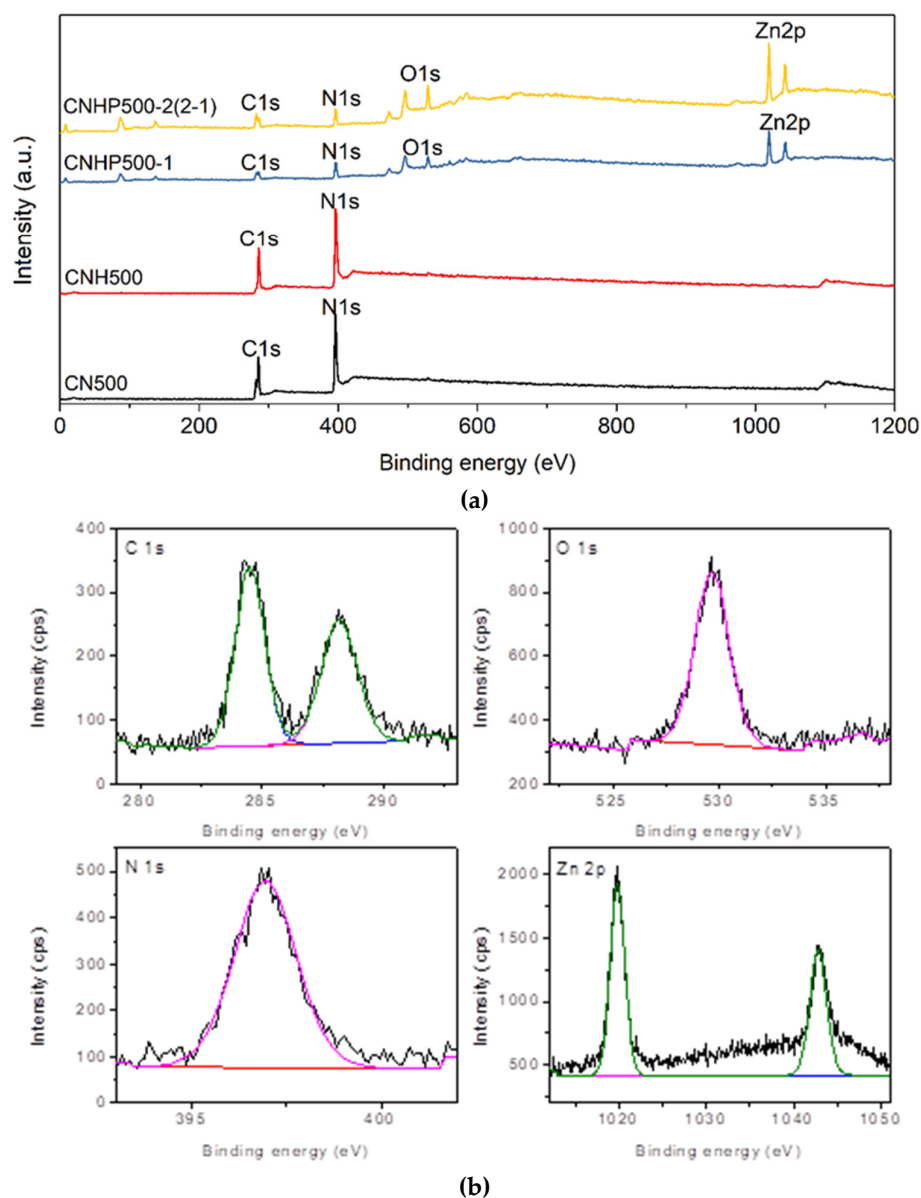 Zn2p
O1s
N1s
C1s
CNHP500-2(2-1)
Zn2p
N1s
O1s
C1s
CNHP500-1
N1s
C1s
CNH500
N1s
C1s
CN500
Intensity (a.u.)
0 200 400 600 800 1000 1200
Binding energy (eV)
(a)
C 1s
400
300
200
100
0
Intensity (cps)
280 285 290
Binding energy (eV)
O 1s
1000
800
600
400
200
Intensity (cps)
525 530 535
Binding energy (eV)
N 1s
500
400
300
200
100
0
Intensity (cps)
395 400
Binding energy (eV)
Zn 2p
2000
1500
1000
500
Intensity (cps)
1020 1030 1040 1050
Binding energy (eV)
(b)